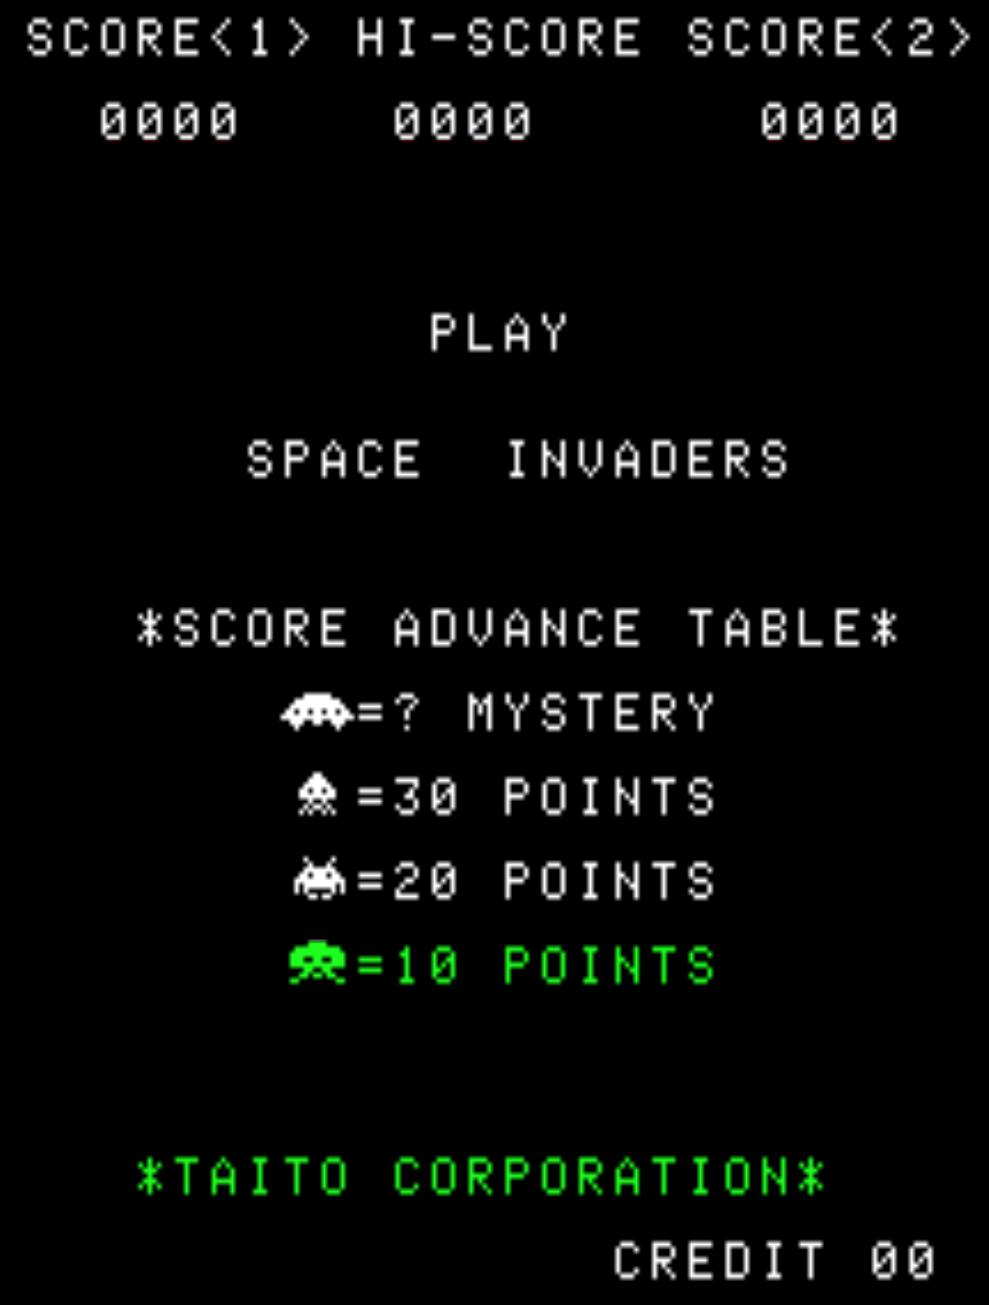 SCORE<1> HI-SCORE SCORE<2>
0000 0000 0000
PLAY
SPACE INVADERS
*SCORE ADVANCE TABLE*
=? MYSTERY
=30 POINTS
=20 POINTS
=10 POINTS
*TAITO CORPORATION*
CREDIT 00